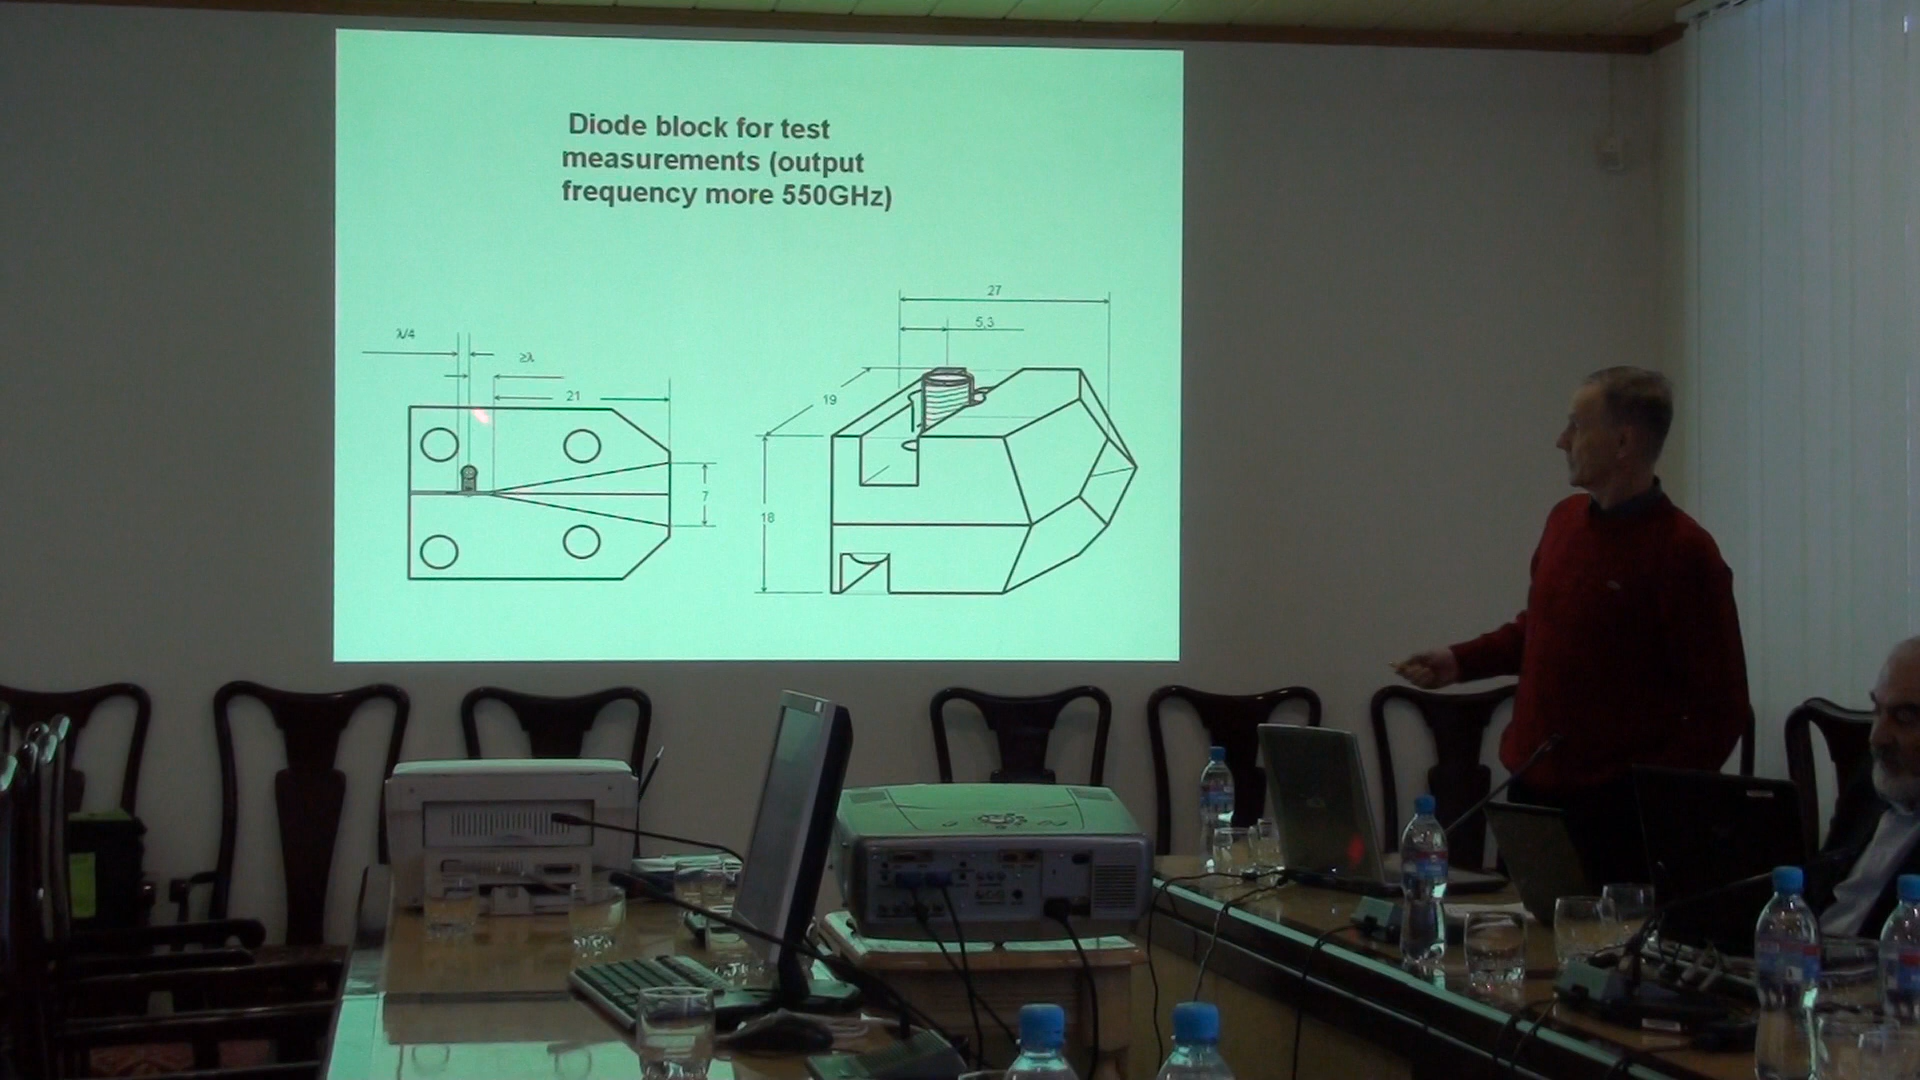 Diode block for test
measurements (output
frequency more 550GHz)
27
5,3
λ/4
≥λ
21
19
7
18